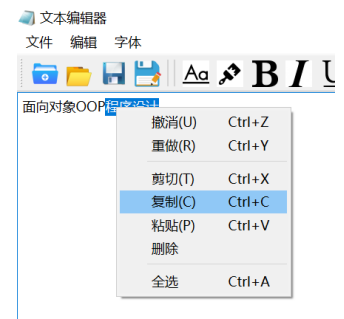 文本编辑器
文件 编辑 字体
Aa B I U
面向对象OOP程序设计
撤消(U) Ctrl+Z
重做(R) Ctrl+Y
剪切(T) Ctrl+X
复制(C) Ctrl+C
粘贴(P) Ctrl+V
删除
全选 Ctrl+A